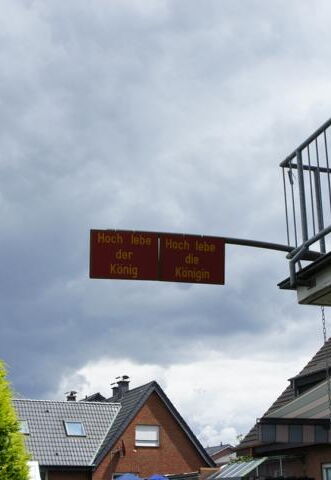 Hoch lebe
der
König
Hoch lebe
die
Königin